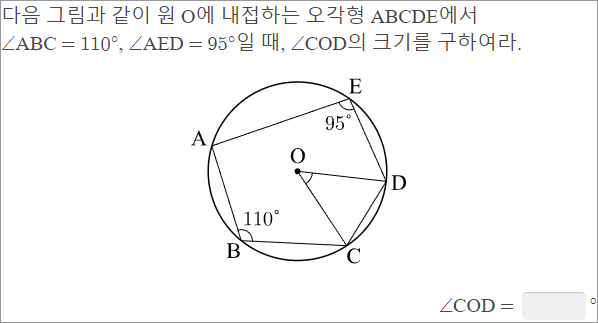 다음 그림과 같이 원 O에 내접하는 오각형 ABCDE에서
∠ABC = 110°, ∠AED = 95°일 때, ∠COD의 크기를 구하여라.
E
95°
A
O
D
110°
B
C
∠COD = °